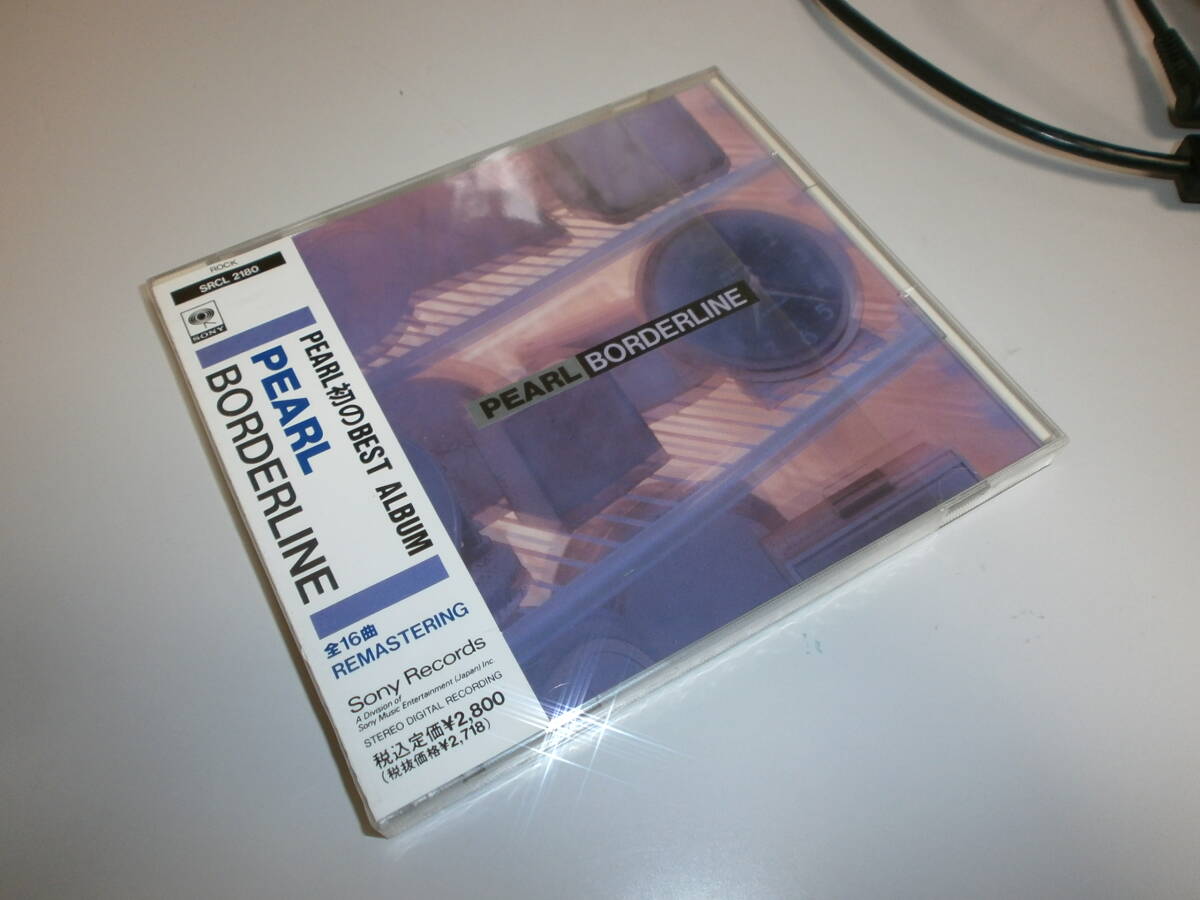 ROCK
SRCL 2180
SONY
PEARL
BORDERLINE
PEARL初のBEST ALBUM
全16曲
REMASTERING
Sony Records
A Division of
Sony Music Entertainment (Japan) Inc.
STEREO DIGITAL RECORDING
税込定価¥2,800
(税抜価格¥2,718)
PEARL BORDERLINE
5
6